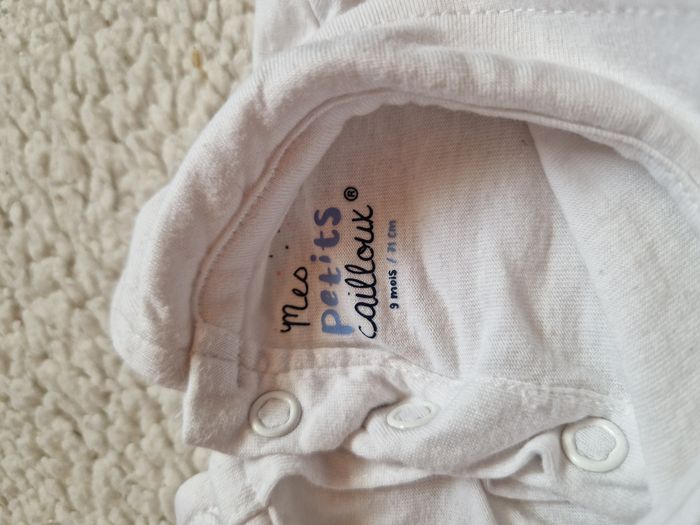 Mes
petits
cailloux®
9 mois / 71 cm